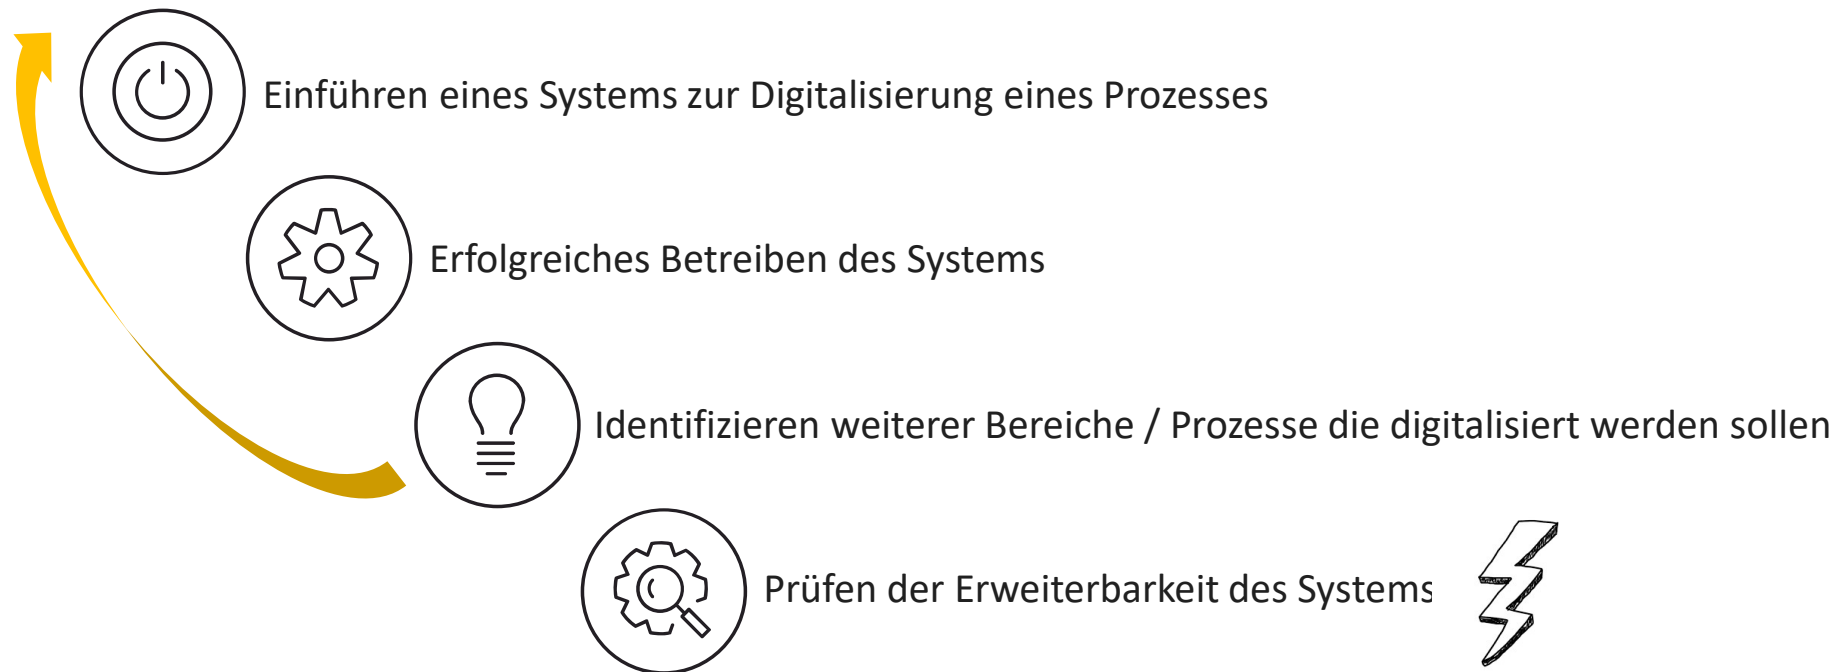 Einführen eines Systems zur Digitalisierung eines Prozesses
Erfolgreiches Betreiben des Systems
Identifizieren weiterer Bereiche / Prozesse die digitalisiert werden sollen
Prüfen der Erweiterbarkeit des Systems